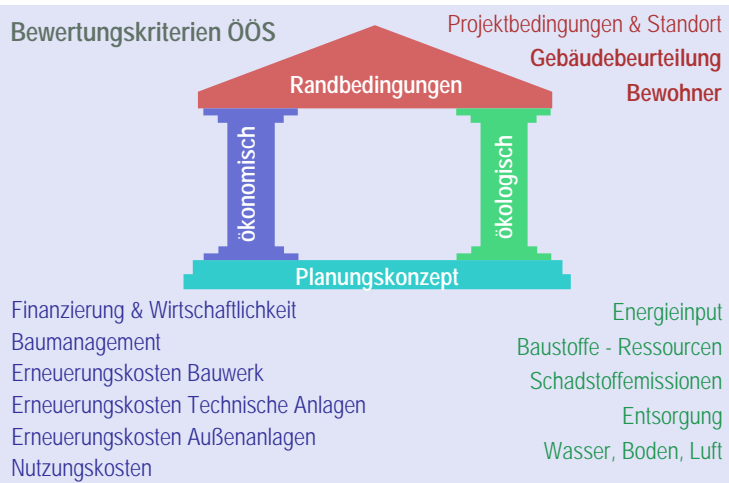 Bewertungskriterien ÖÖS
Projektbedingungen & Standort
Gebäudebeurteilung
Bewohner
Randbedingungen
ökonomisch
ökologisch
Planungskonzept
Finanzierung & Wirtschaftlichkeit
Baumanagement
Erneuerungskosten Bauwerk
Erneuerungskosten Technische Anlagen
Erneuerungskosten Außenanlagen
Nutzungskosten
Energieinput
Baustoffe - Ressourcen
Schadstoffemissionen
Entsorgung
Wasser, Boden, Luft